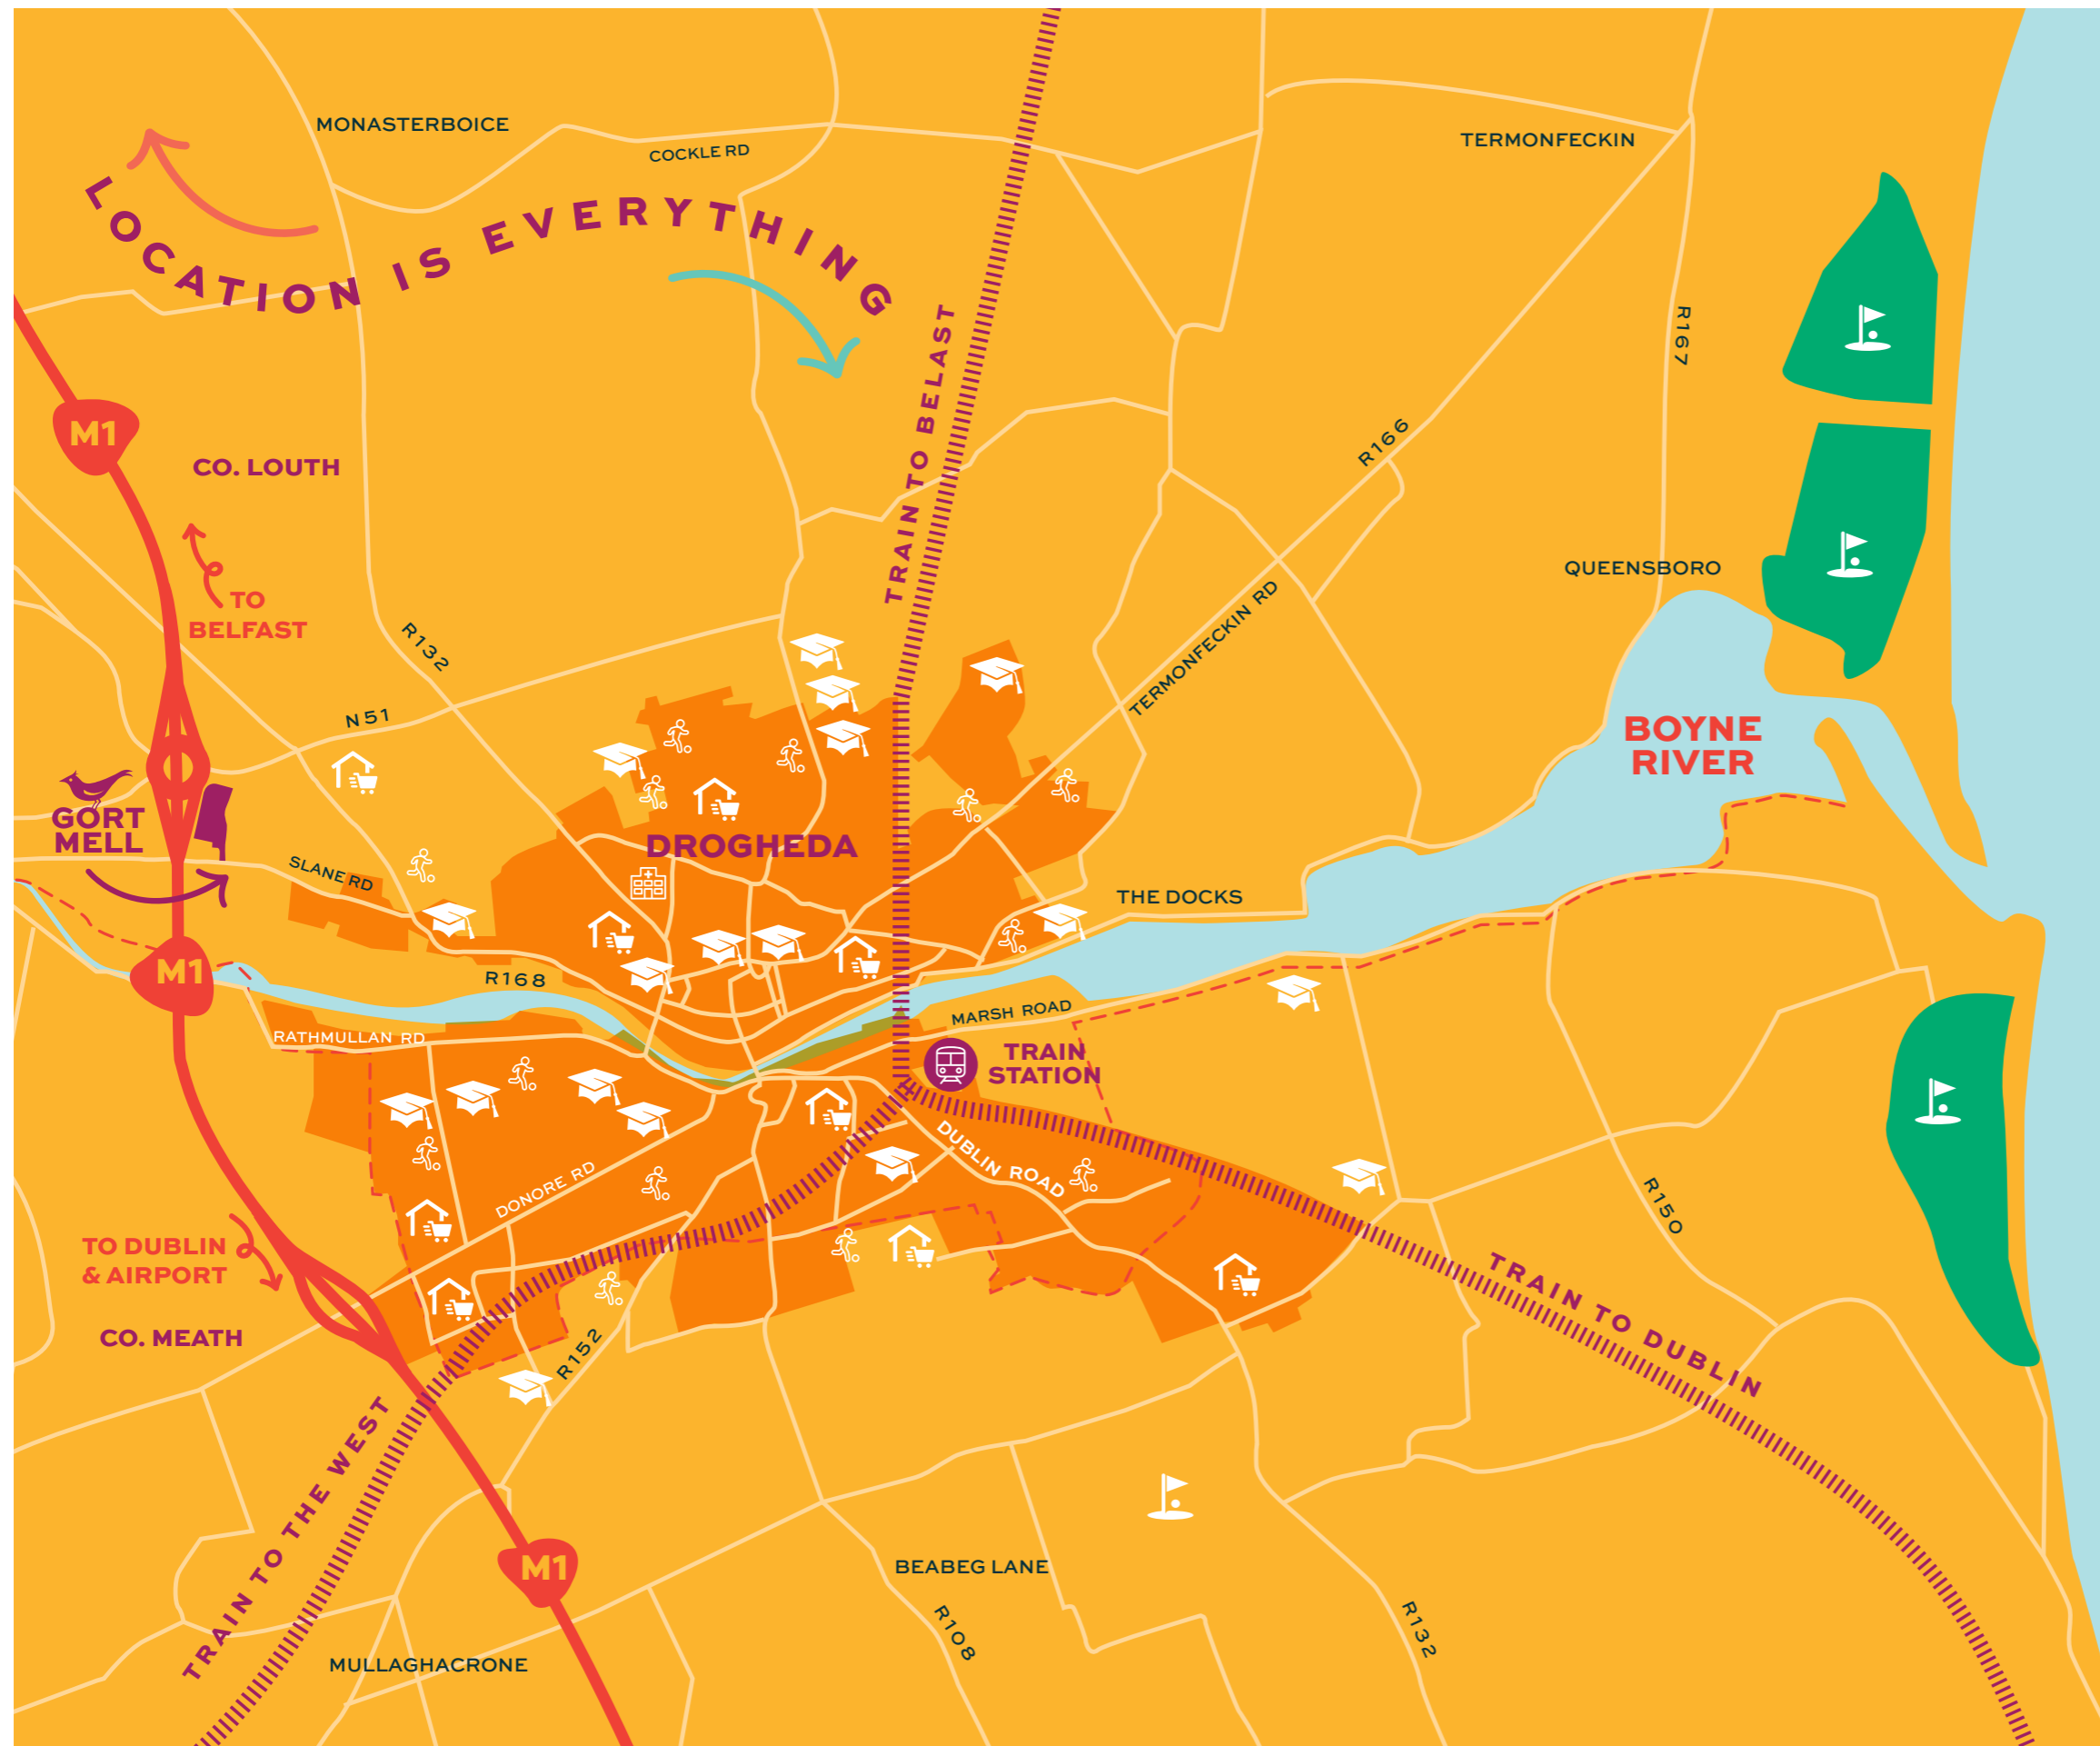 MONASTERBOICE
COCKLE RD
TERMONFECKIN
LOCATION IS EVERYTHING
R167
TRAIN TO BELAST
M1
R166
CO. LOUTH
QUEENSBORO
TO
BELFAST
R132
TERMONFECKIN RD
N51
BOYNE
RIVER
GORT
MELL
DROGHEDA
SLANE RD
THE DOCKS
M1
R168
MARSH ROAD
RATHMULLAN RD
TRAIN
STATION
DUBLIN ROAD
DONORE RD
R150
TO DUBLIN
& AIRPORT
TRAIN TO DUBLIN
CO. MEATH
R152
TRAIN TO THE WEST
M1
BEABEG LANE
R108
R132
MULLAGHACRONE